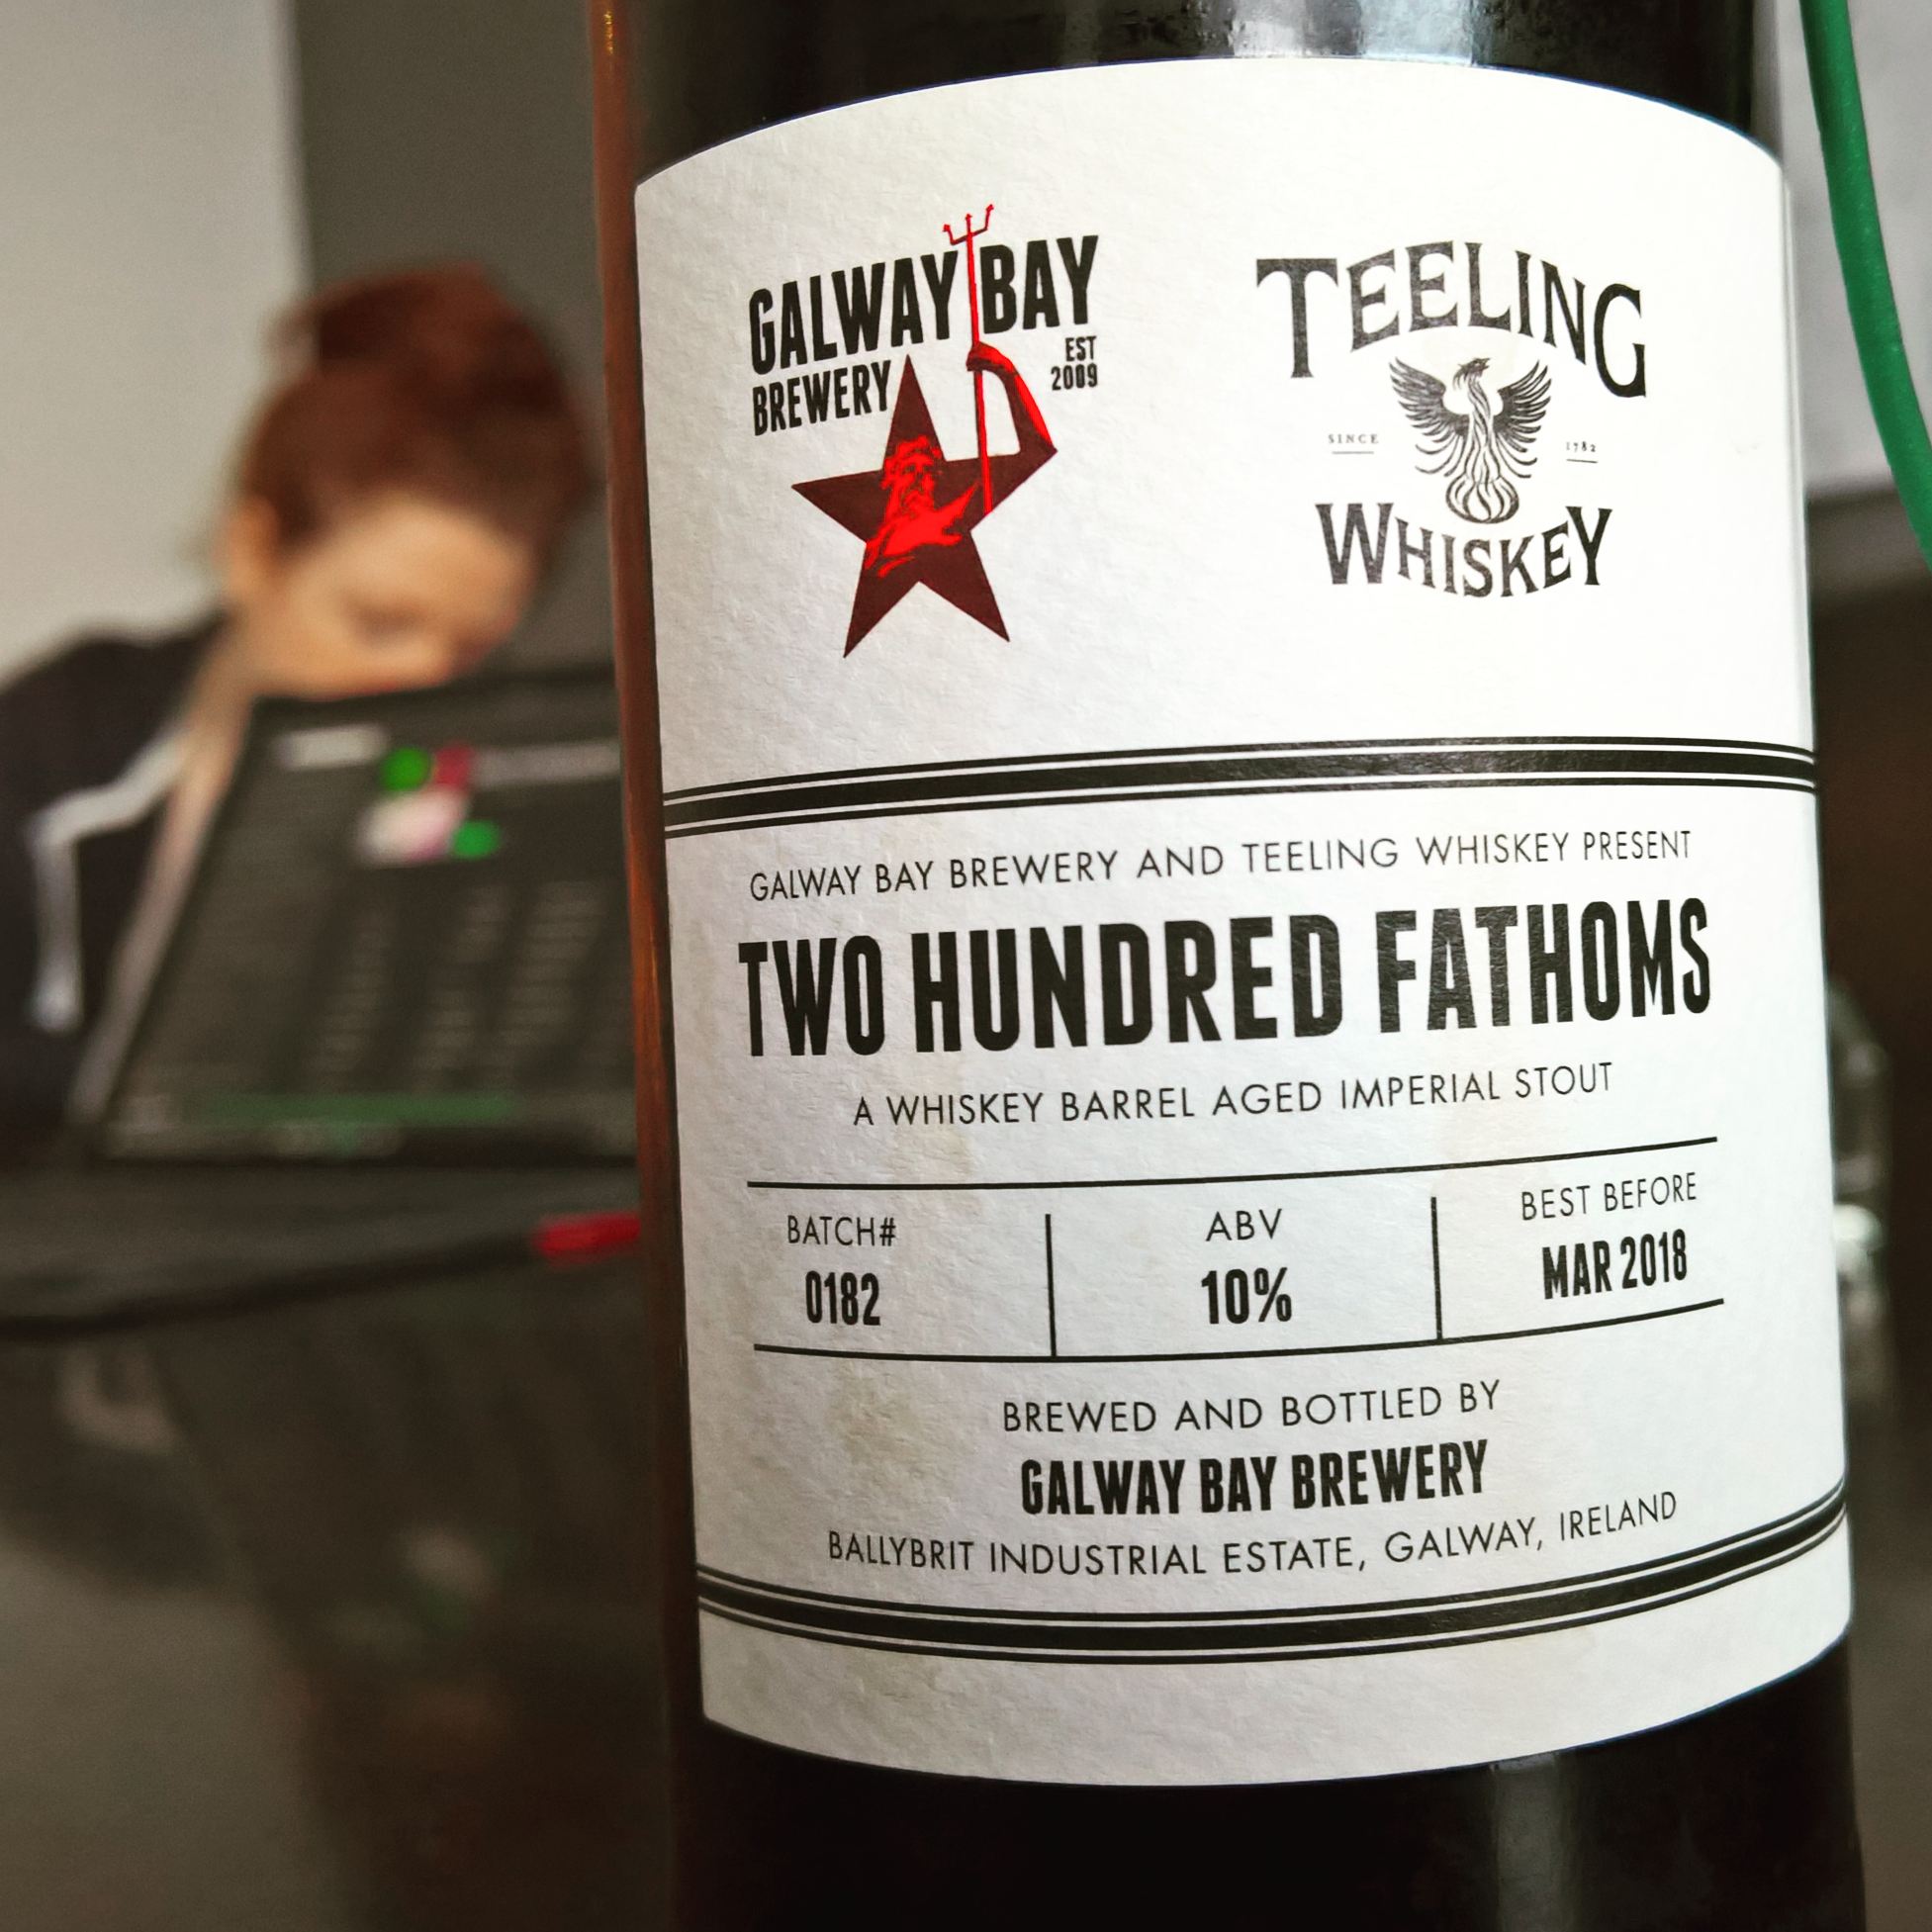 GALWAY BAY
BREWERY
EST
2009
TEELING
SINCE
1782
WHISKEY
GALWAY BAY BREWERY AND TEELING WHISKEY PRESENT
TWO HUNDRED FATHOMS
A WHISKEY BARREL AGED IMPERIAL STOUT
BATCH#
0182
ABV
10%
BEST BEFORE
MAR 2018
BREWED AND BOTTLED BY
GALWAY BAY BREWERY
BALLYBRIT INDUSTRIAL ESTATE, GALWAY, IRELAND